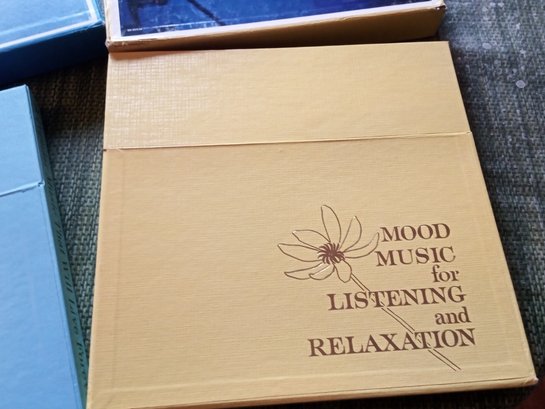 MOOD
MUSIC
for
LISTENING
and
RELAXATION